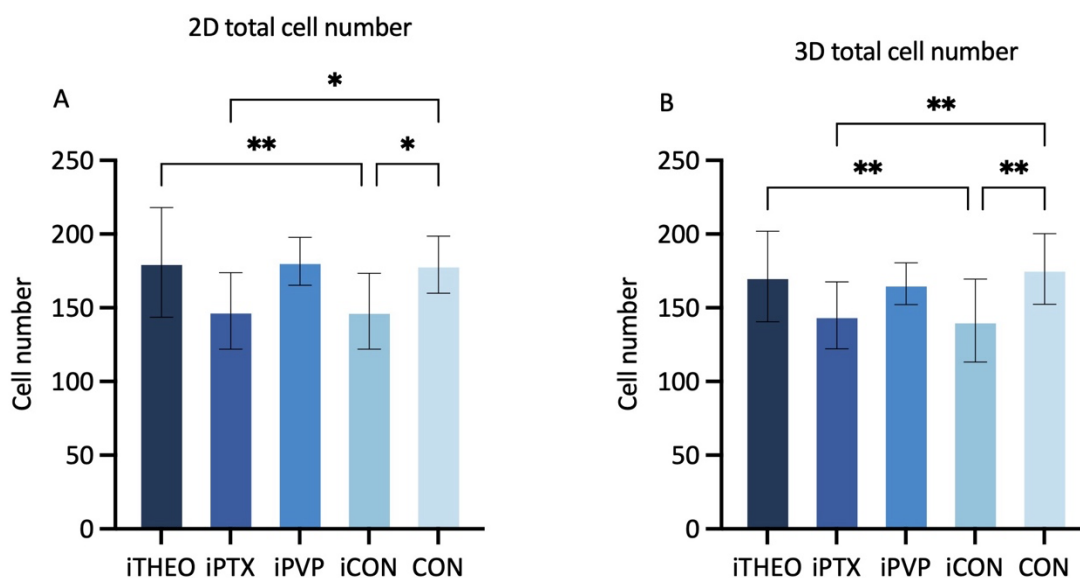 2D total cell number
A
*
**
*
250
200
150
100
50
0
Cell number
iTHEO iPTX iPVP iCON CON
3D total cell number
B
**
**
**
250
200
150
100
50
0
Cell number
iTHEO iPTX iPVP iCON CON